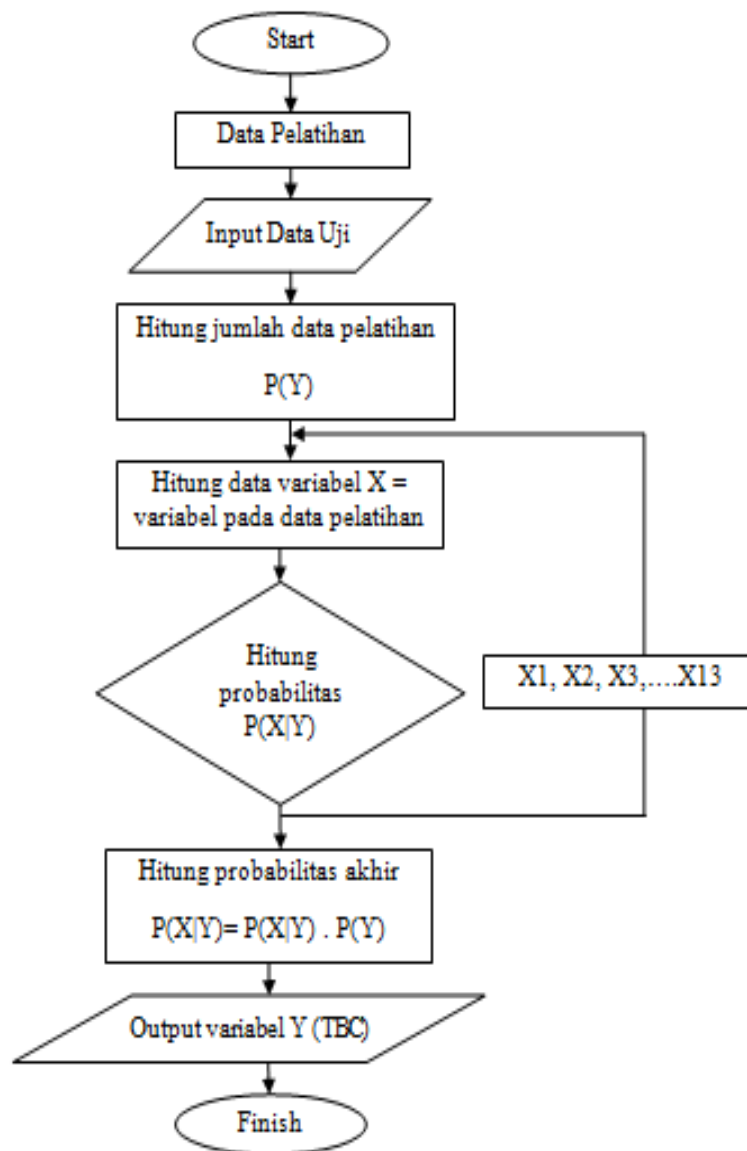 Start
Data Pelatihan
Input Data Uji
Hitung jumlah data pelatihan
P(Y)
Hitung data variabel X =
variabel pada data pelatihan
Hitung
probabilitas
P(X|Y)
X1, X2, X3,....X13
Hitung probabilitas akhir
P(X|Y)= P(X|Y) . P(Y)
Output variabel Y (TBC)
Finish